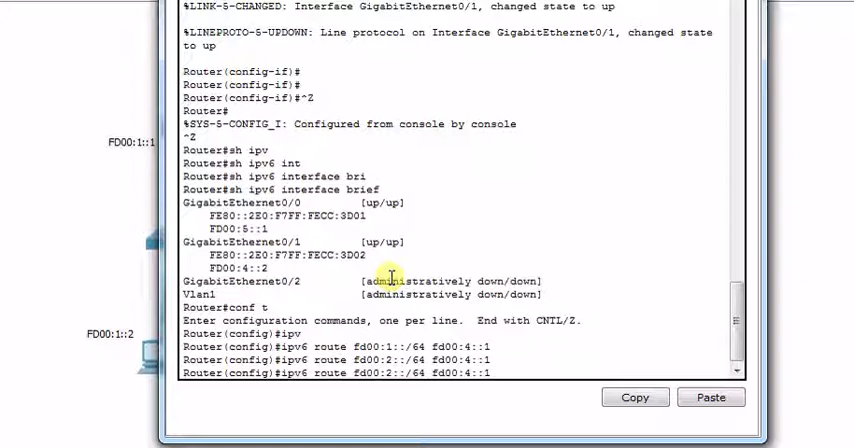 %LINK-5-CHANGED: Interface GigabitEthernet0/1, changed state to up
%LINEPROTO-5-UPDOWN: Line protocol on Interface GigabitEthernet0/1, changed state
to up
Router(config-if)#
Router(config-if)#
Router(config-if)#^Z
Router#
%SYS-5-CONFIG_I: Configured from console by console
^Z
FD00:1::1
Router#sh ipv
Router#sh ipv6 int
Router#sh ipv6 interface bri
Router#sh ipv6 interface brief
GigabitEthernet0/0 [up/up]
FE80::2E0:F7FF:FECC:3D01
FD00:5::1
GigabitEthernet0/1 [up/up]
FE80::2E0:F7FF:FECC:3D02
FD00:4::2
GigabitEthernet0/2 [administratively down/down]
Vlan1 [administratively down/down]
Router#conf t
Enter configuration commands, one per line. End with CNTL/Z.
Router(config)#ipv
FD00:1::2
Router(config)#ipv6 route fd00:1::/64 fd00:4::1
Router(config)#ipv6 route fd00:2::/64 fd00:4::1
Router(config)#ipv6 route fd00:2::/64 fd00:4::1
Copy
Paste